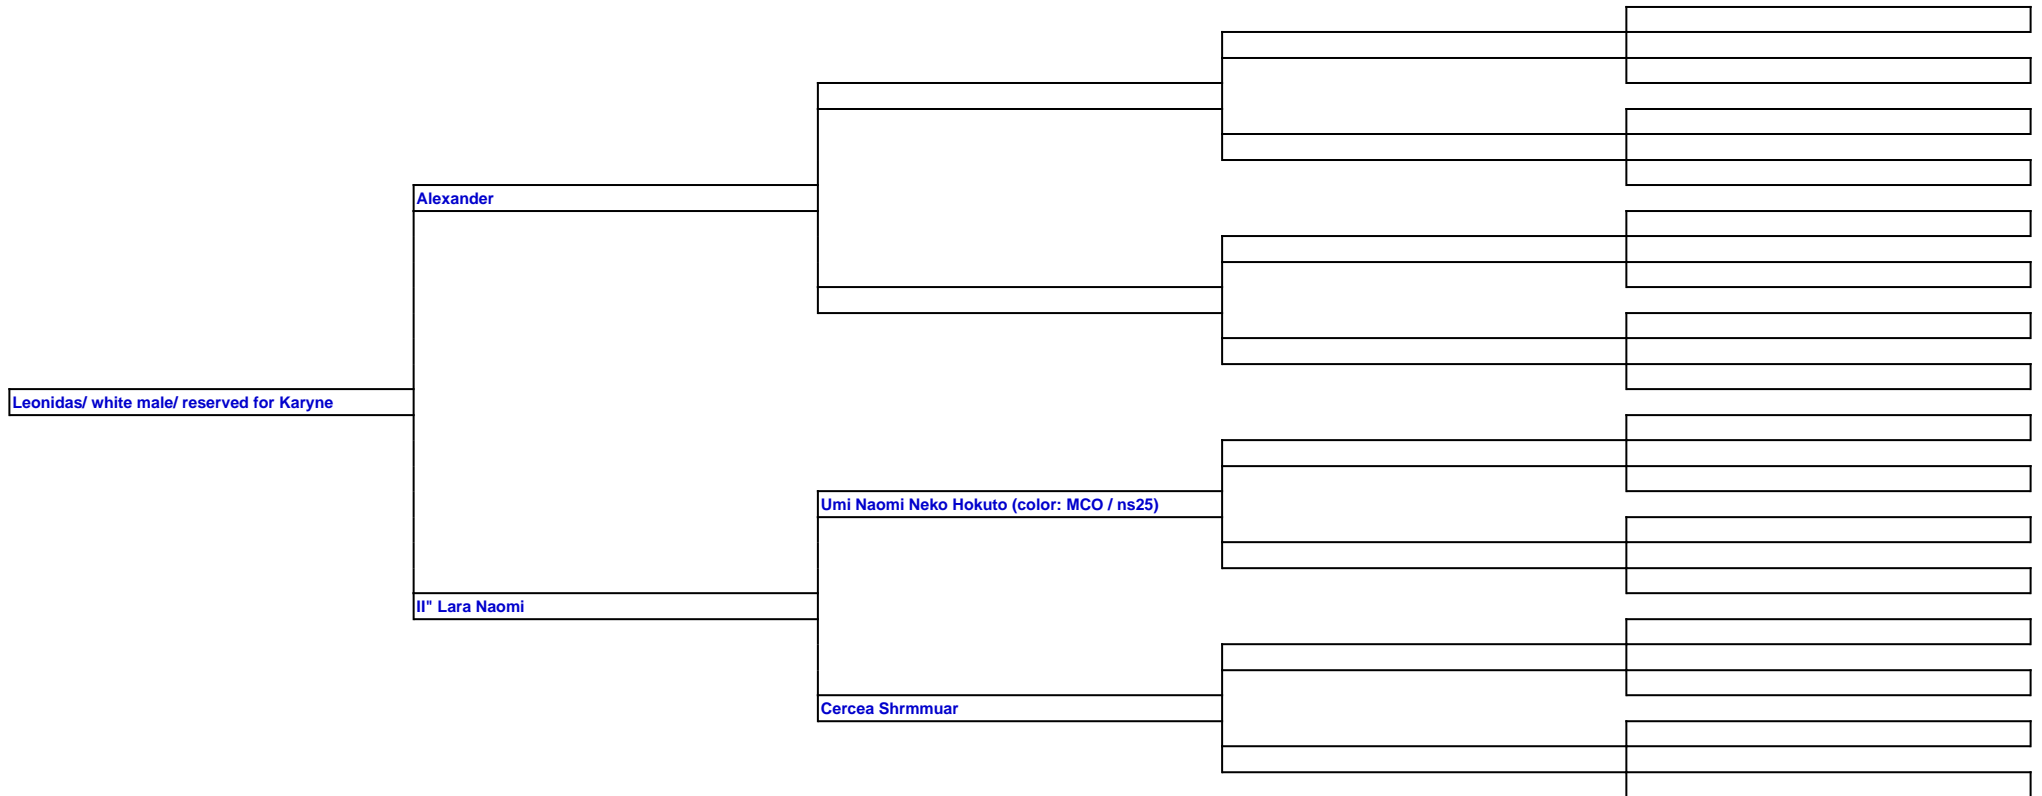 Alexander
Leonidas/ white male/ reserved for Karyne
Umi Naomi Neko Hokuto (color: MCO / ns25)
II" Lara Naomi
Cercea Shrmmuar